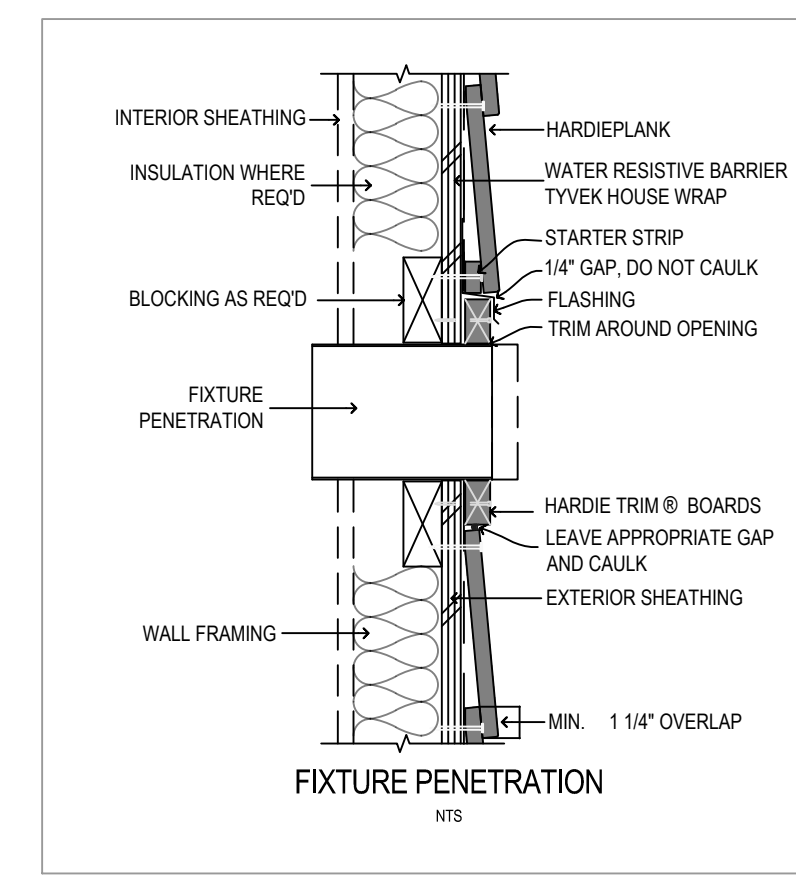 INTERIOR SHEATHING
INSULATION WHERE
REQ'D
BLOCKING AS REQ'D
FIXTURE
PENETRATION
WALL FRAMING
HARDIEPLANK
WATER RESISTIVE BARRIER
TYVEK HOUSE WRAP
STARTER STRIP
1/4" GAP, DO NOT CAULK
FLASHING
TRIM AROUND OPENING
HARDIE TRIM ® BOARDS
LEAVE APPROPRIATE GAP
AND CAULK
EXTERIOR SHEATHING
MIN. 1 1/4" OVERLAP
FIXTURE PENETRATION
NTS